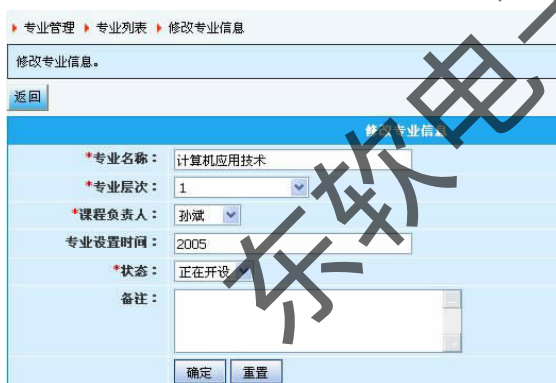 专业管理 专业列表 修改专业信息
修改专业信息。
返回
修改专业信息
*专业名称： 计算机应用技术
*专业层次： 1
*课程负责人： 孙斌
专业设置时间： 2005
*状态： 正在开设
备注：
确定 重置
东软电